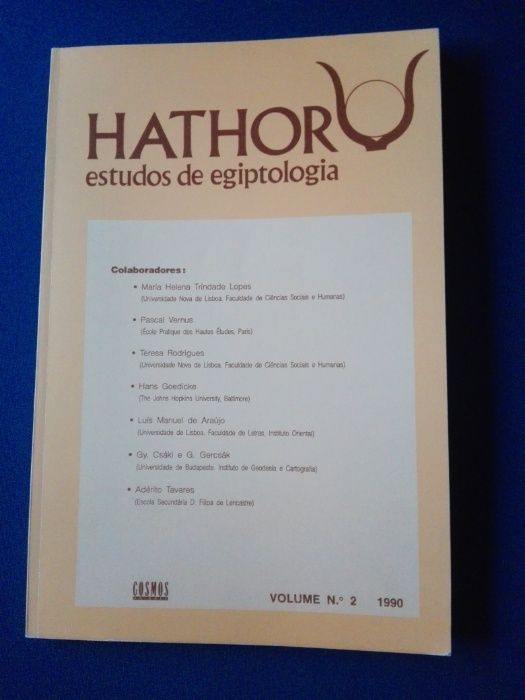 HATHOR
estudos de egiptologia
Colaboradores:
• Maria Helena Trindade Lopes
(Universidade Nova de Lisboa. Faculdade de Ciências Sociais e Humanas)
• Pascal Vernus
(École Pratique des Hautes Études, Paris)
• Teresa Rodrigues
(Universidade Nova de Lisboa. Faculdade de Ciências Sociais e Humanas)
• Hans Goedicke
(The Johns Hopkins University, Baltimore)
• Luís Manuel de Araújo
(Universidade de Lisboa. Faculdade de Letras, Instituto Oriental)
• Gy. Csáki e G. Gercsák
(Universidade de Budapeste. Instituto de Geodesia e Cartografia)
• Adérito Tavares
(Escola Secundária D. Filipa de Lencastre)
COSMOS
VOLUME N.º 2 1990